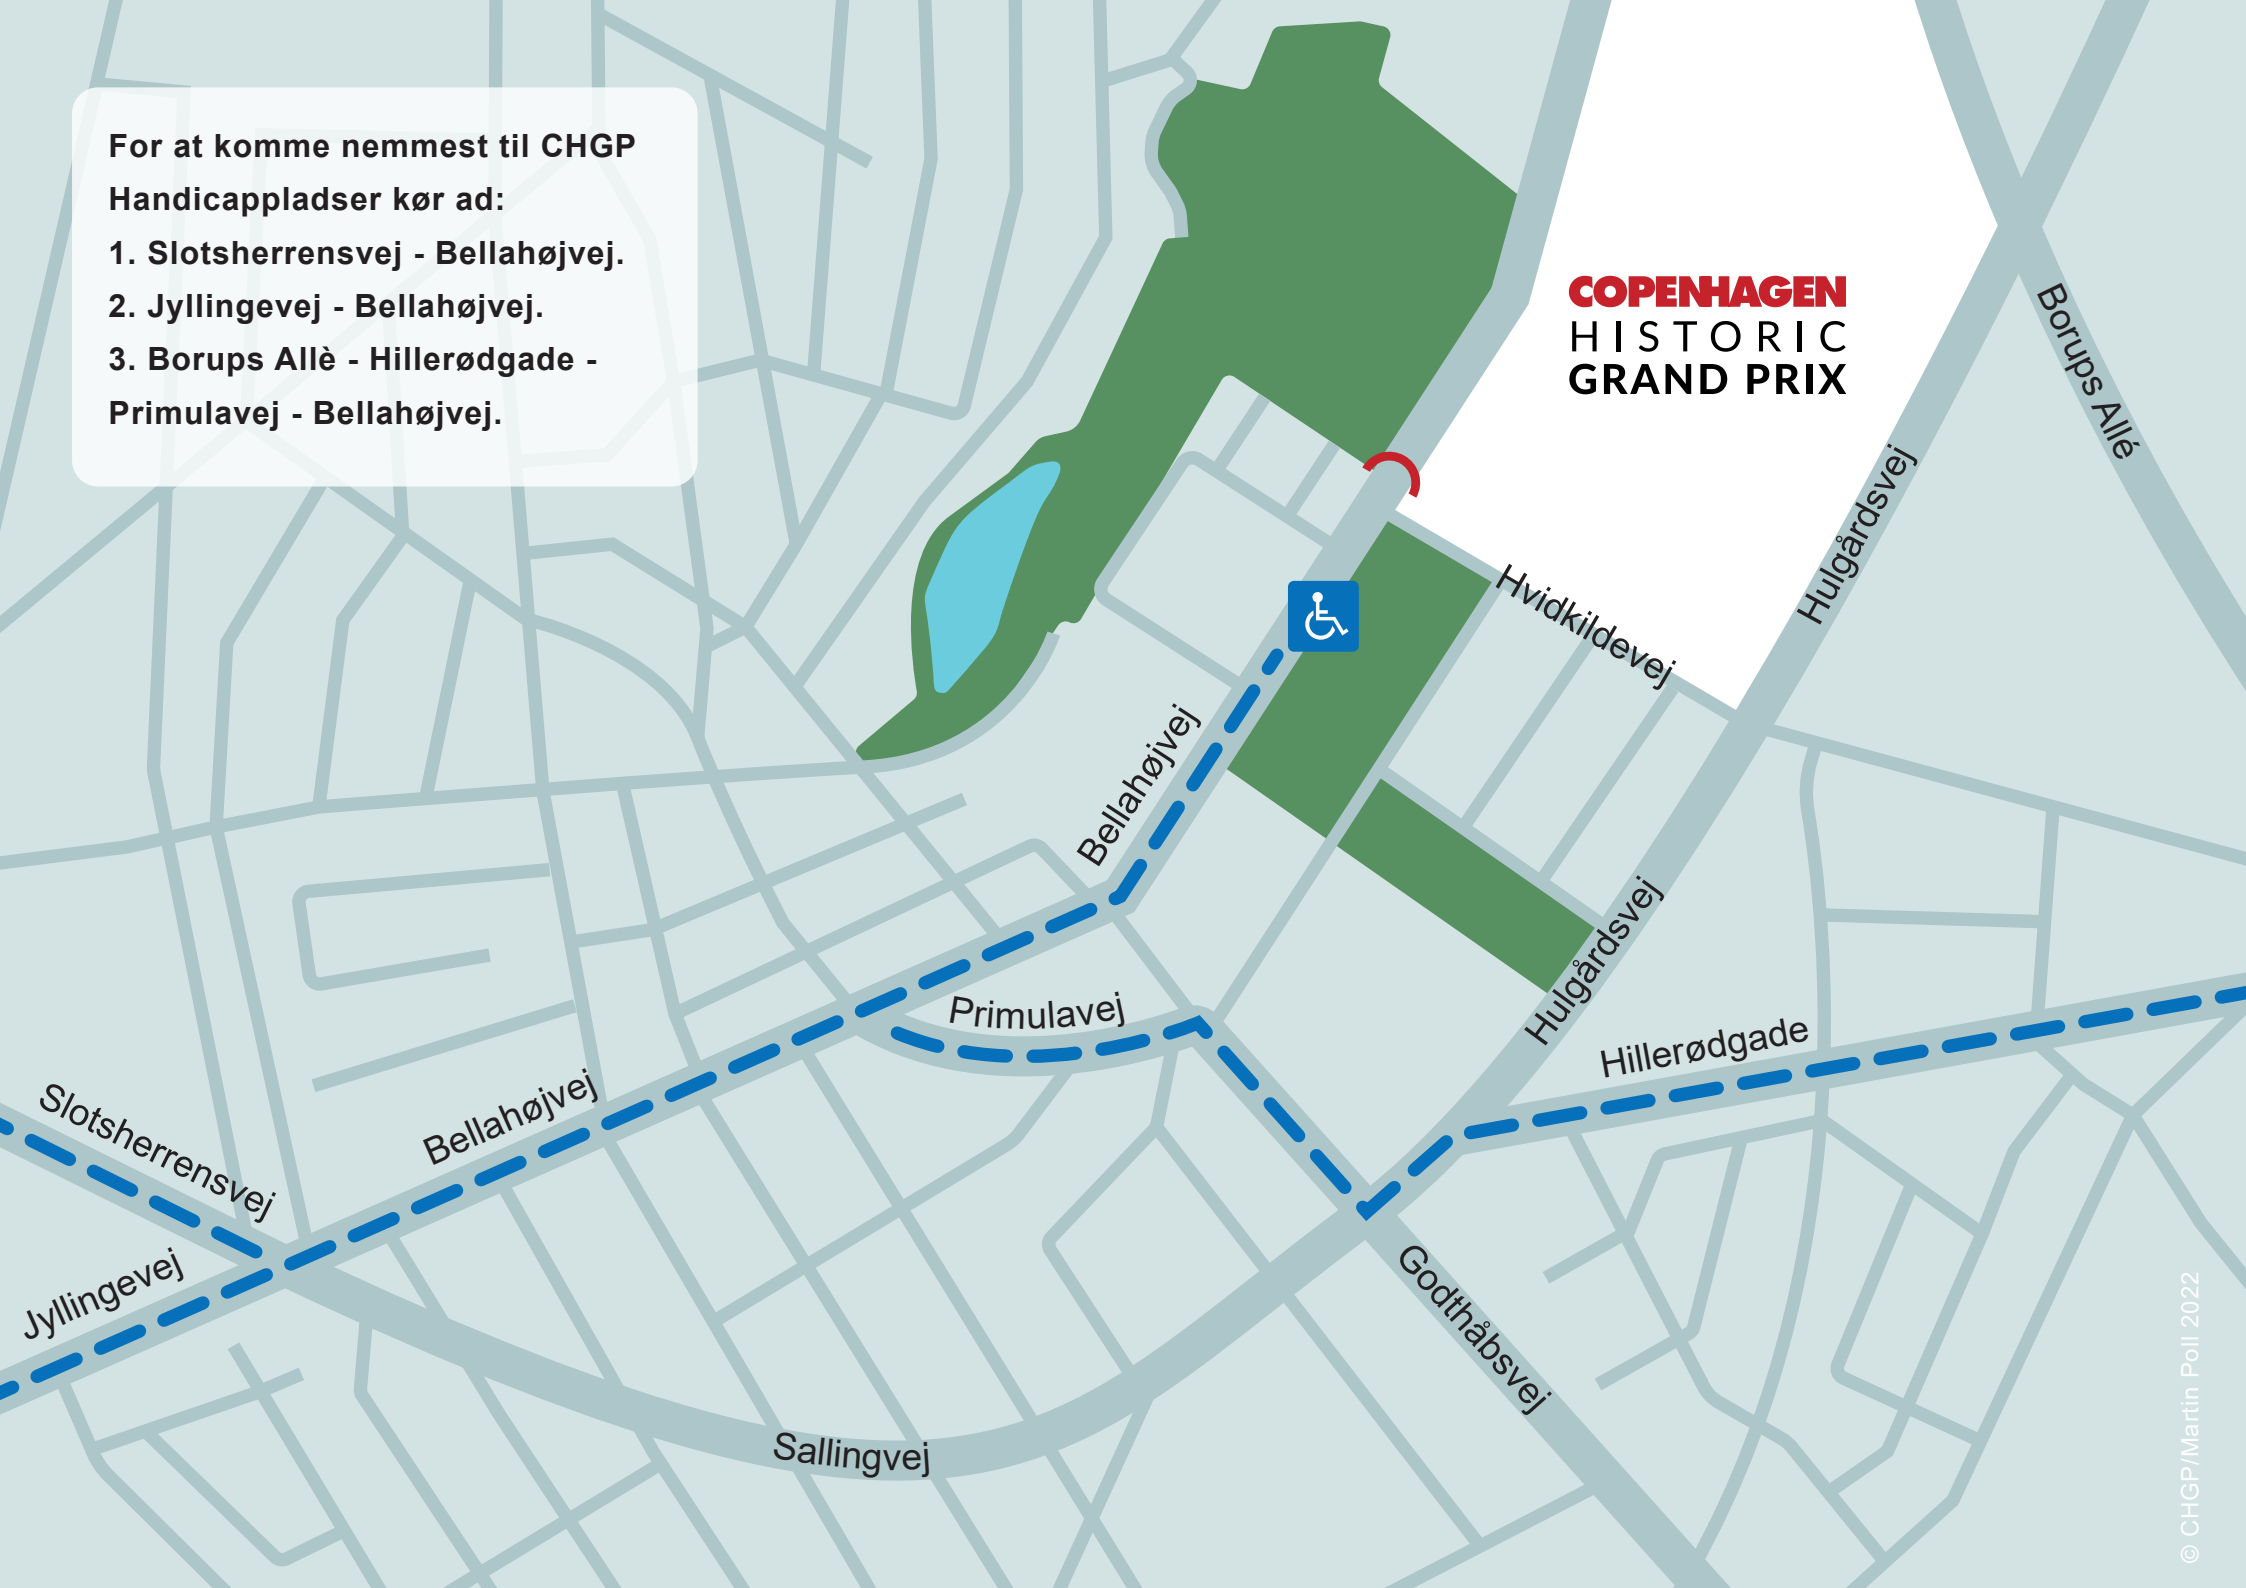 For at komme nemmest til CHGP
Handicappladser kør ad:
1. Slotsherrensvej - Bellahøjvej.
2. Jyllingevej - Bellahøjvej.
3. Borups Allè - Hillerødgade -
Primulavej - Bellahøjvej.
COPENHAGEN
HISTORIC
GRAND PRIX
Borups Allé
Hulgårdsvej
Hvidkildevej
Bellahøjvej
Hulgårdsvej
Primulavej
Hillerødgade
Bellahøjvej
Slotsherrensvej
Jyllingevej
Godthåbsvej
Sallingvej
© CHGP/Martin Poll 2022